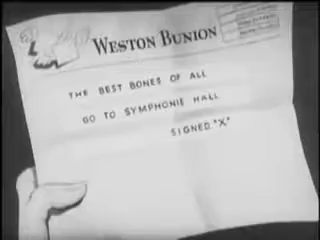 WESTON BUNION
THE BEST BONES OF ALL
GO TO SYMPHONIE HALL
SIGNED "X"